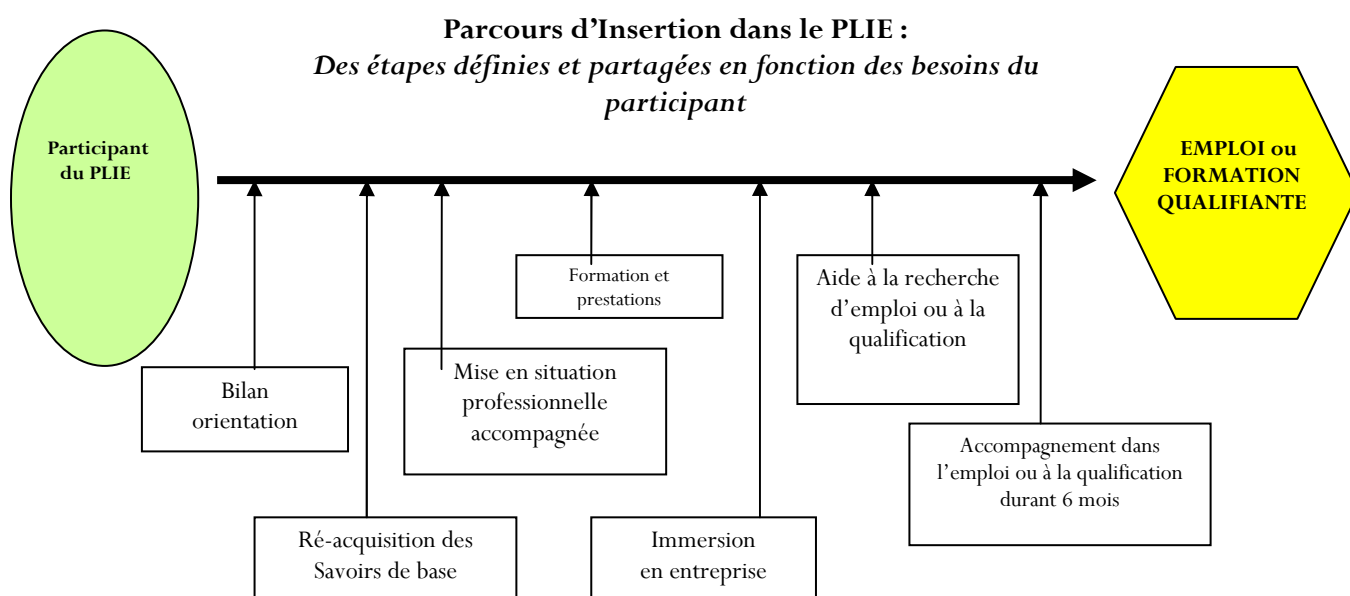 Parcours d'Insertion dans le PLIE :
Des étapes définies et partagées en fonction des besoins du
participant
Participant
du PLIE
EMPLOI ou
FORMATION
QUALIFIANTE
Bilan
orientation
Ré-acquisition des
Savoirs de base
Mise en situation
professionnelle
accompagnée
Formation et
prestations
Immersion
en entreprise
Aide à la recherche
d'emploi ou à la
qualification
Accompagnement dans
l'emploi ou à la qualification
durant 6 mois